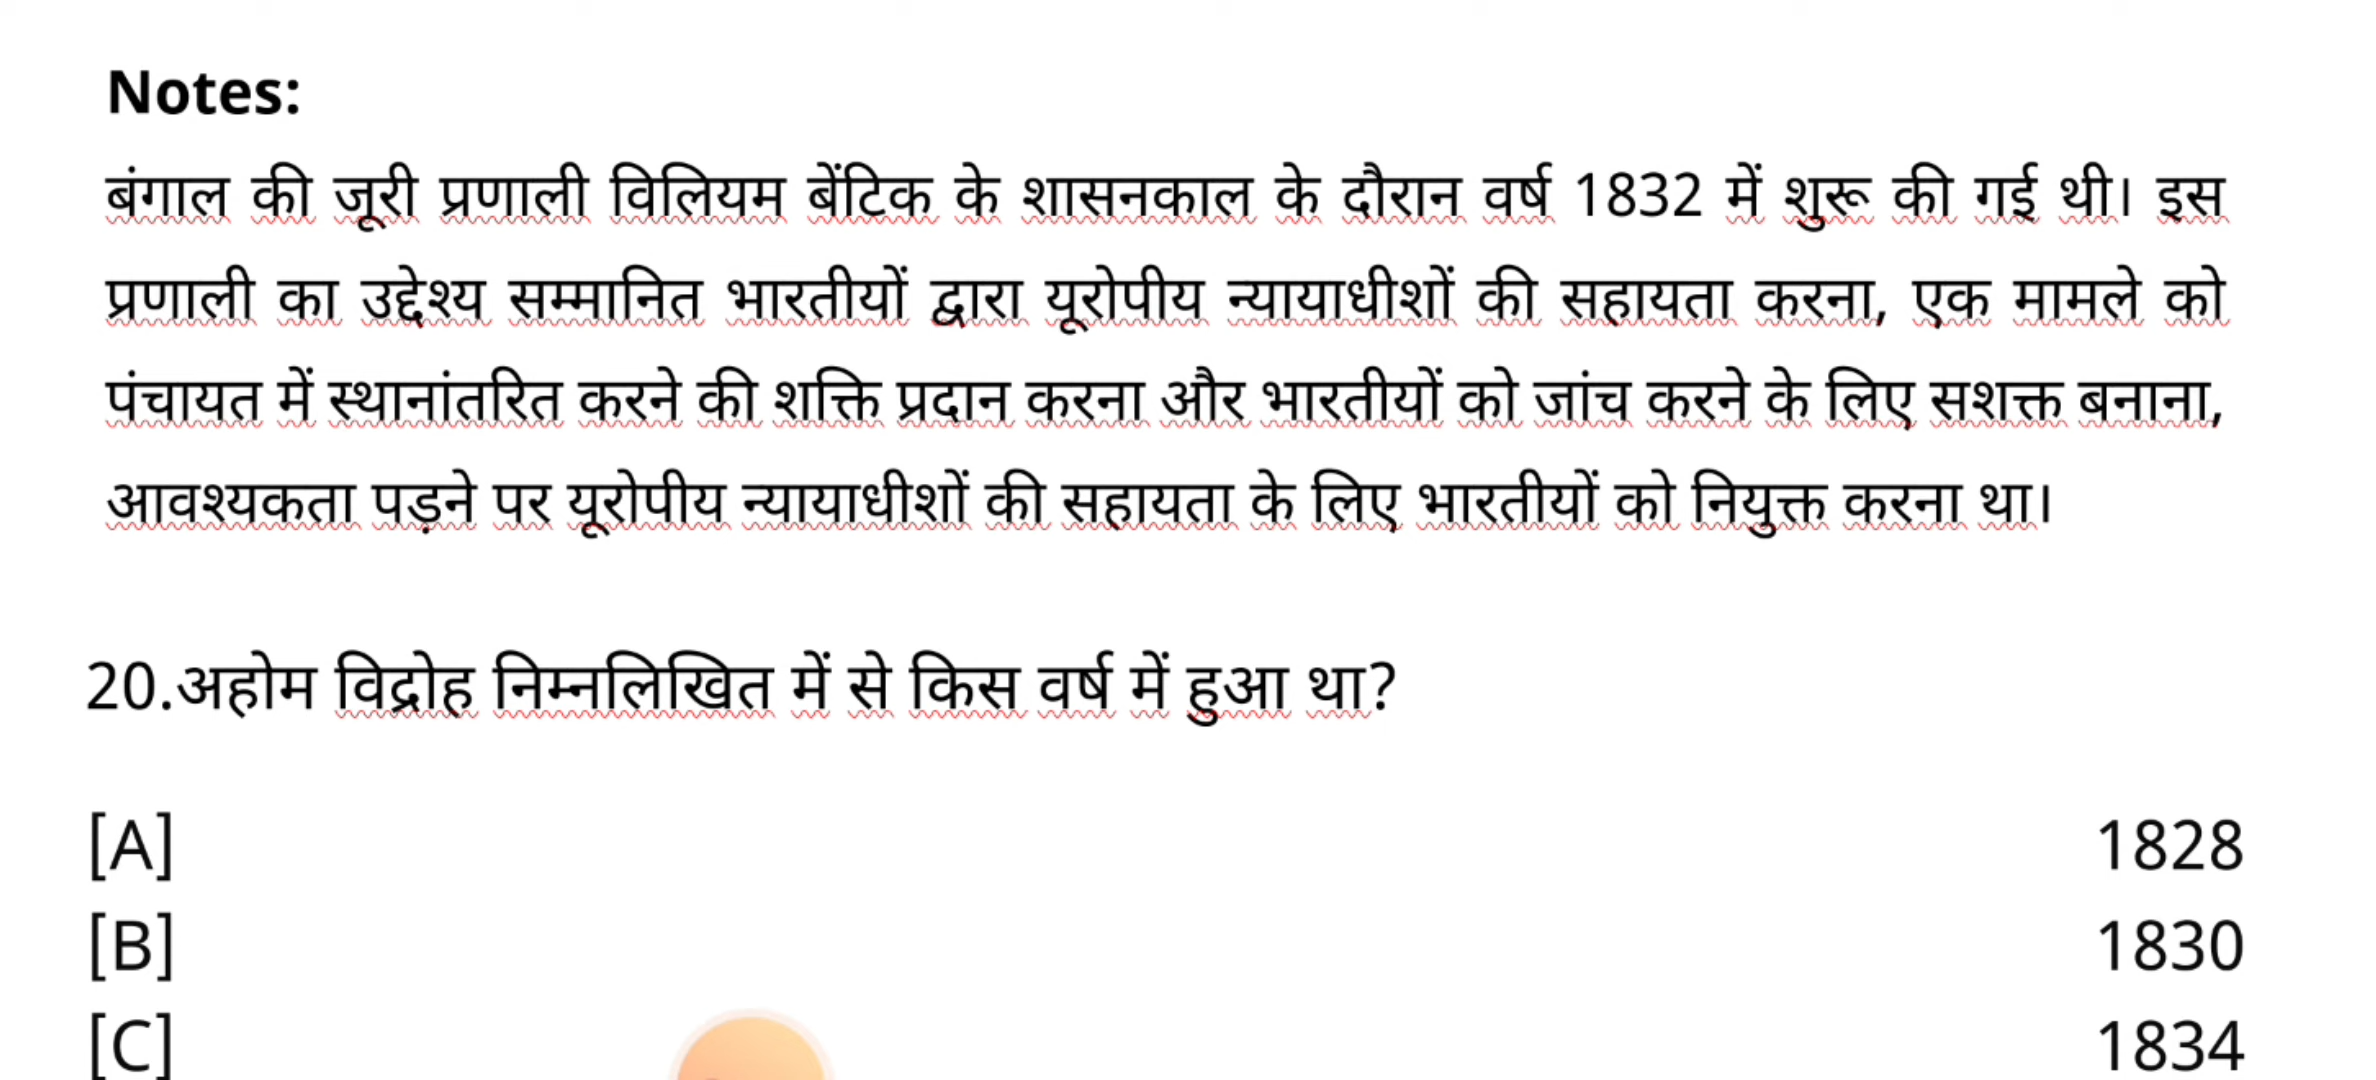 Notes:
बंगाल की जूरी प्रणाली विलियम बेंटिक के शासनकाल के दौरान वर्ष 1832 में शुरू की गई थी। इस
प्रणाली का उद्देश्य सम्मानित भारतीयों द्वारा यूरोपीय न्यायाधीशों की सहायता करना, एक मामले को
पंचायत में स्थानांतरित करने की शक्ति प्रदान करना और भारतीयों को जांच करने के लिए सशक्त बनाना,
आवश्यकता पड़ने पर यूरोपीय न्यायाधीशों की सहायता के लिए भारतीयों को नियुक्त करना था।
20.अहोम विद्रोह निम्नलिखित में से किस वर्ष में हुआ था?
[A] 1828
[B] 1830
[C] 1834